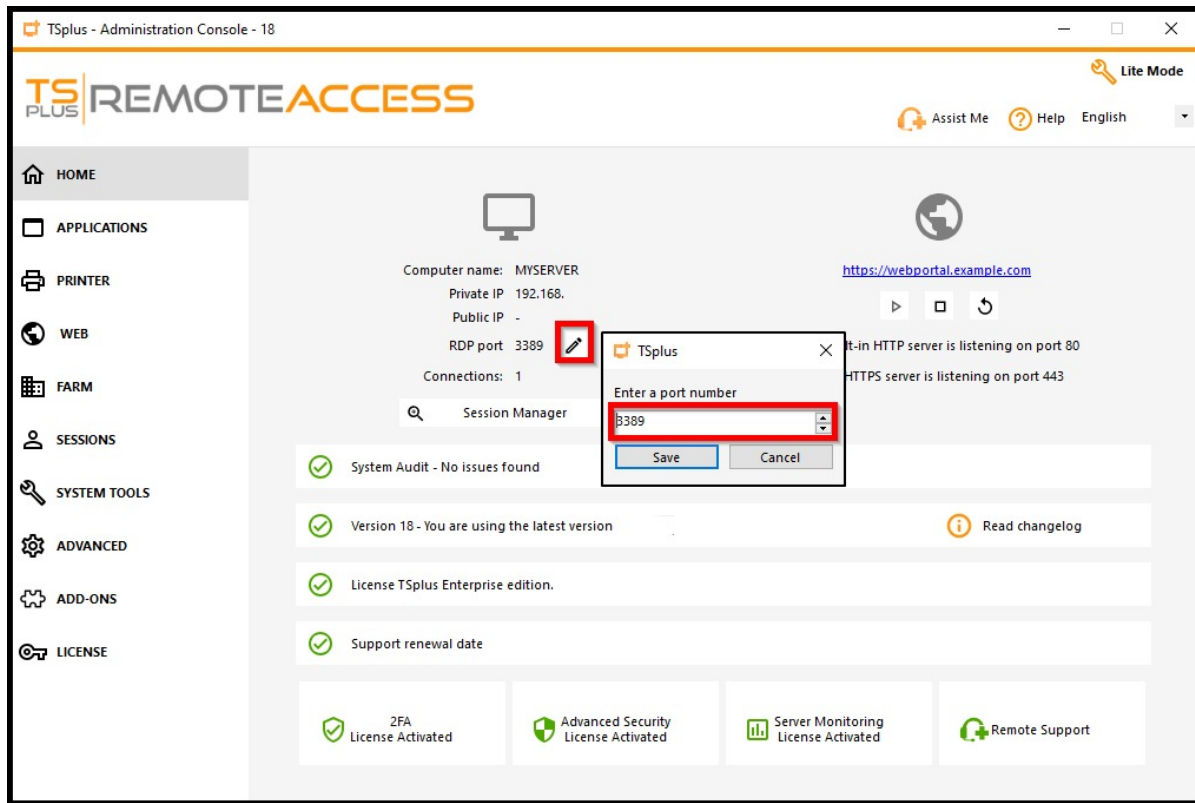 TSplus - Administration Console - 18
Lite Mode
TS PLUS REMOTEACCESS
Assist Me
Help
English
HOME
APPLICATIONS
PRINTER
WEB
FARM
SESSIONS
SYSTEM TOOLS
ADVANCED
ADD-ONS
LICENSE
Computer name: MYSERVER
Private IP 192.168.
Public IP -
RDP port 3389
Connections: 1
Session Manager
https://webportal.example.com
lt-in HTTP server is listening on port 80
HTTPS server is listening on port 443
TSplus
Enter a port number
3389
Save
Cancel
System Audit - No issues found
Version 18 - You are using the latest version
Read changelog
License TSplus Enterprise edition.
Support renewal date
2FA
License Activated
Advanced Security
License Activated
Server Monitoring
License Activated
Remote Support